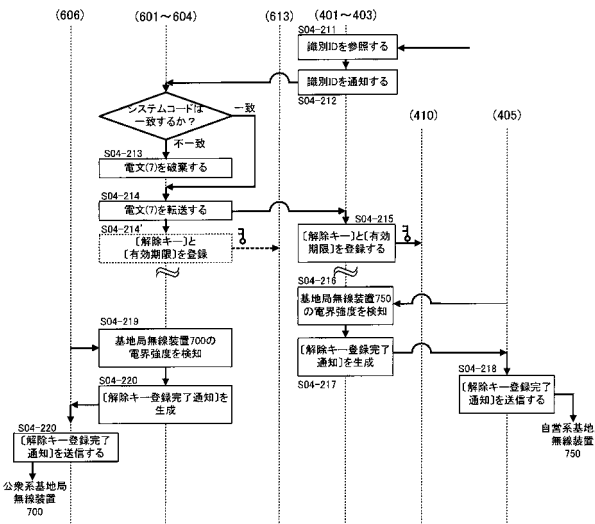 (606)
(601～604)
(613)
(401～403)
S04-211
識別IDを参照する
識別IDを通知する
S04-212
(410)
(405)
システムコードは
一致するか？
一致
不一致
S04-213
電文(7)を破棄する
S04-214
電文(7)を転送する
S04-214'
[解除キー]と
[有効期限]を登録
S04-215
[解除キー]と[有効
期限]を登録する
S04-216
基地局無線装置750
の電界強度を検知
S04-219
基地局無線装置700の
電界強度を検知
[解除キー登録完了
通知]を生成
S04-217
S04-218
[解除キー登録完了
通知]を送信する
S04-220
[解除キー登録完了通知]を
生成
S04-220
[解除キー登録完了
通知]を送信する
自営系基地
無線装置
750
公衆系基地局
無線装置
700